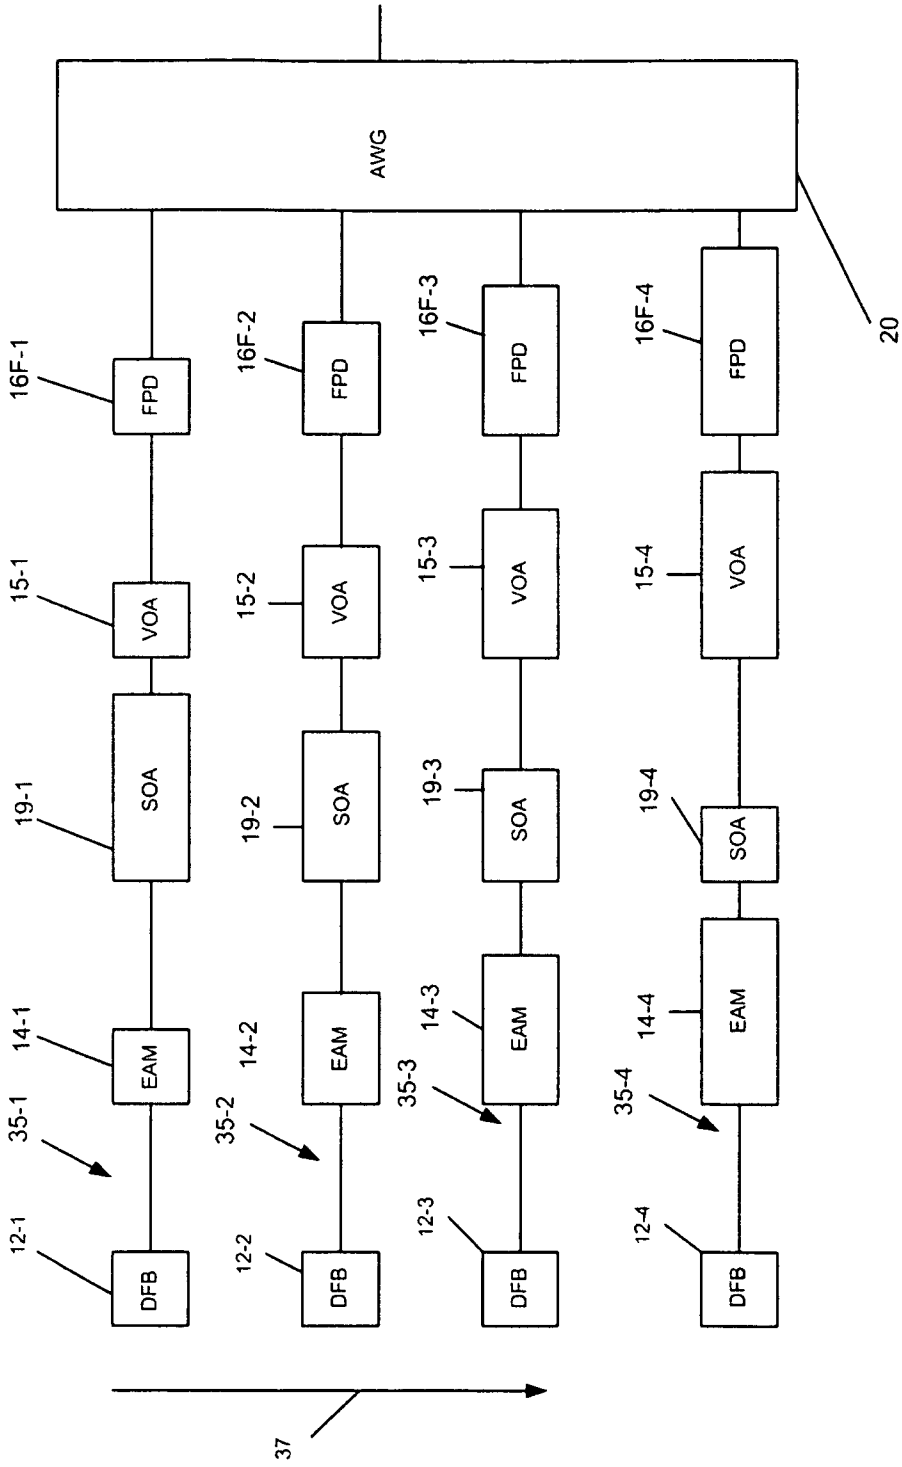 37
12-1
DFB
35-1
14-1
EAM
19-1
SOA
15-1
VOA
16F-1
FPD
12-2
DFB
35-2
14-2
EAM
19-2
SOA
15-2
VOA
16F-2
FPD
12-3
DFB
35-3
14-3
EAM
19-3
SOA
15-3
VOA
16F-3
FPD
12-4
DFB
35-4
14-4
EAM
19-4
SOA
15-4
VOA
16F-4
FPD
AWG
20